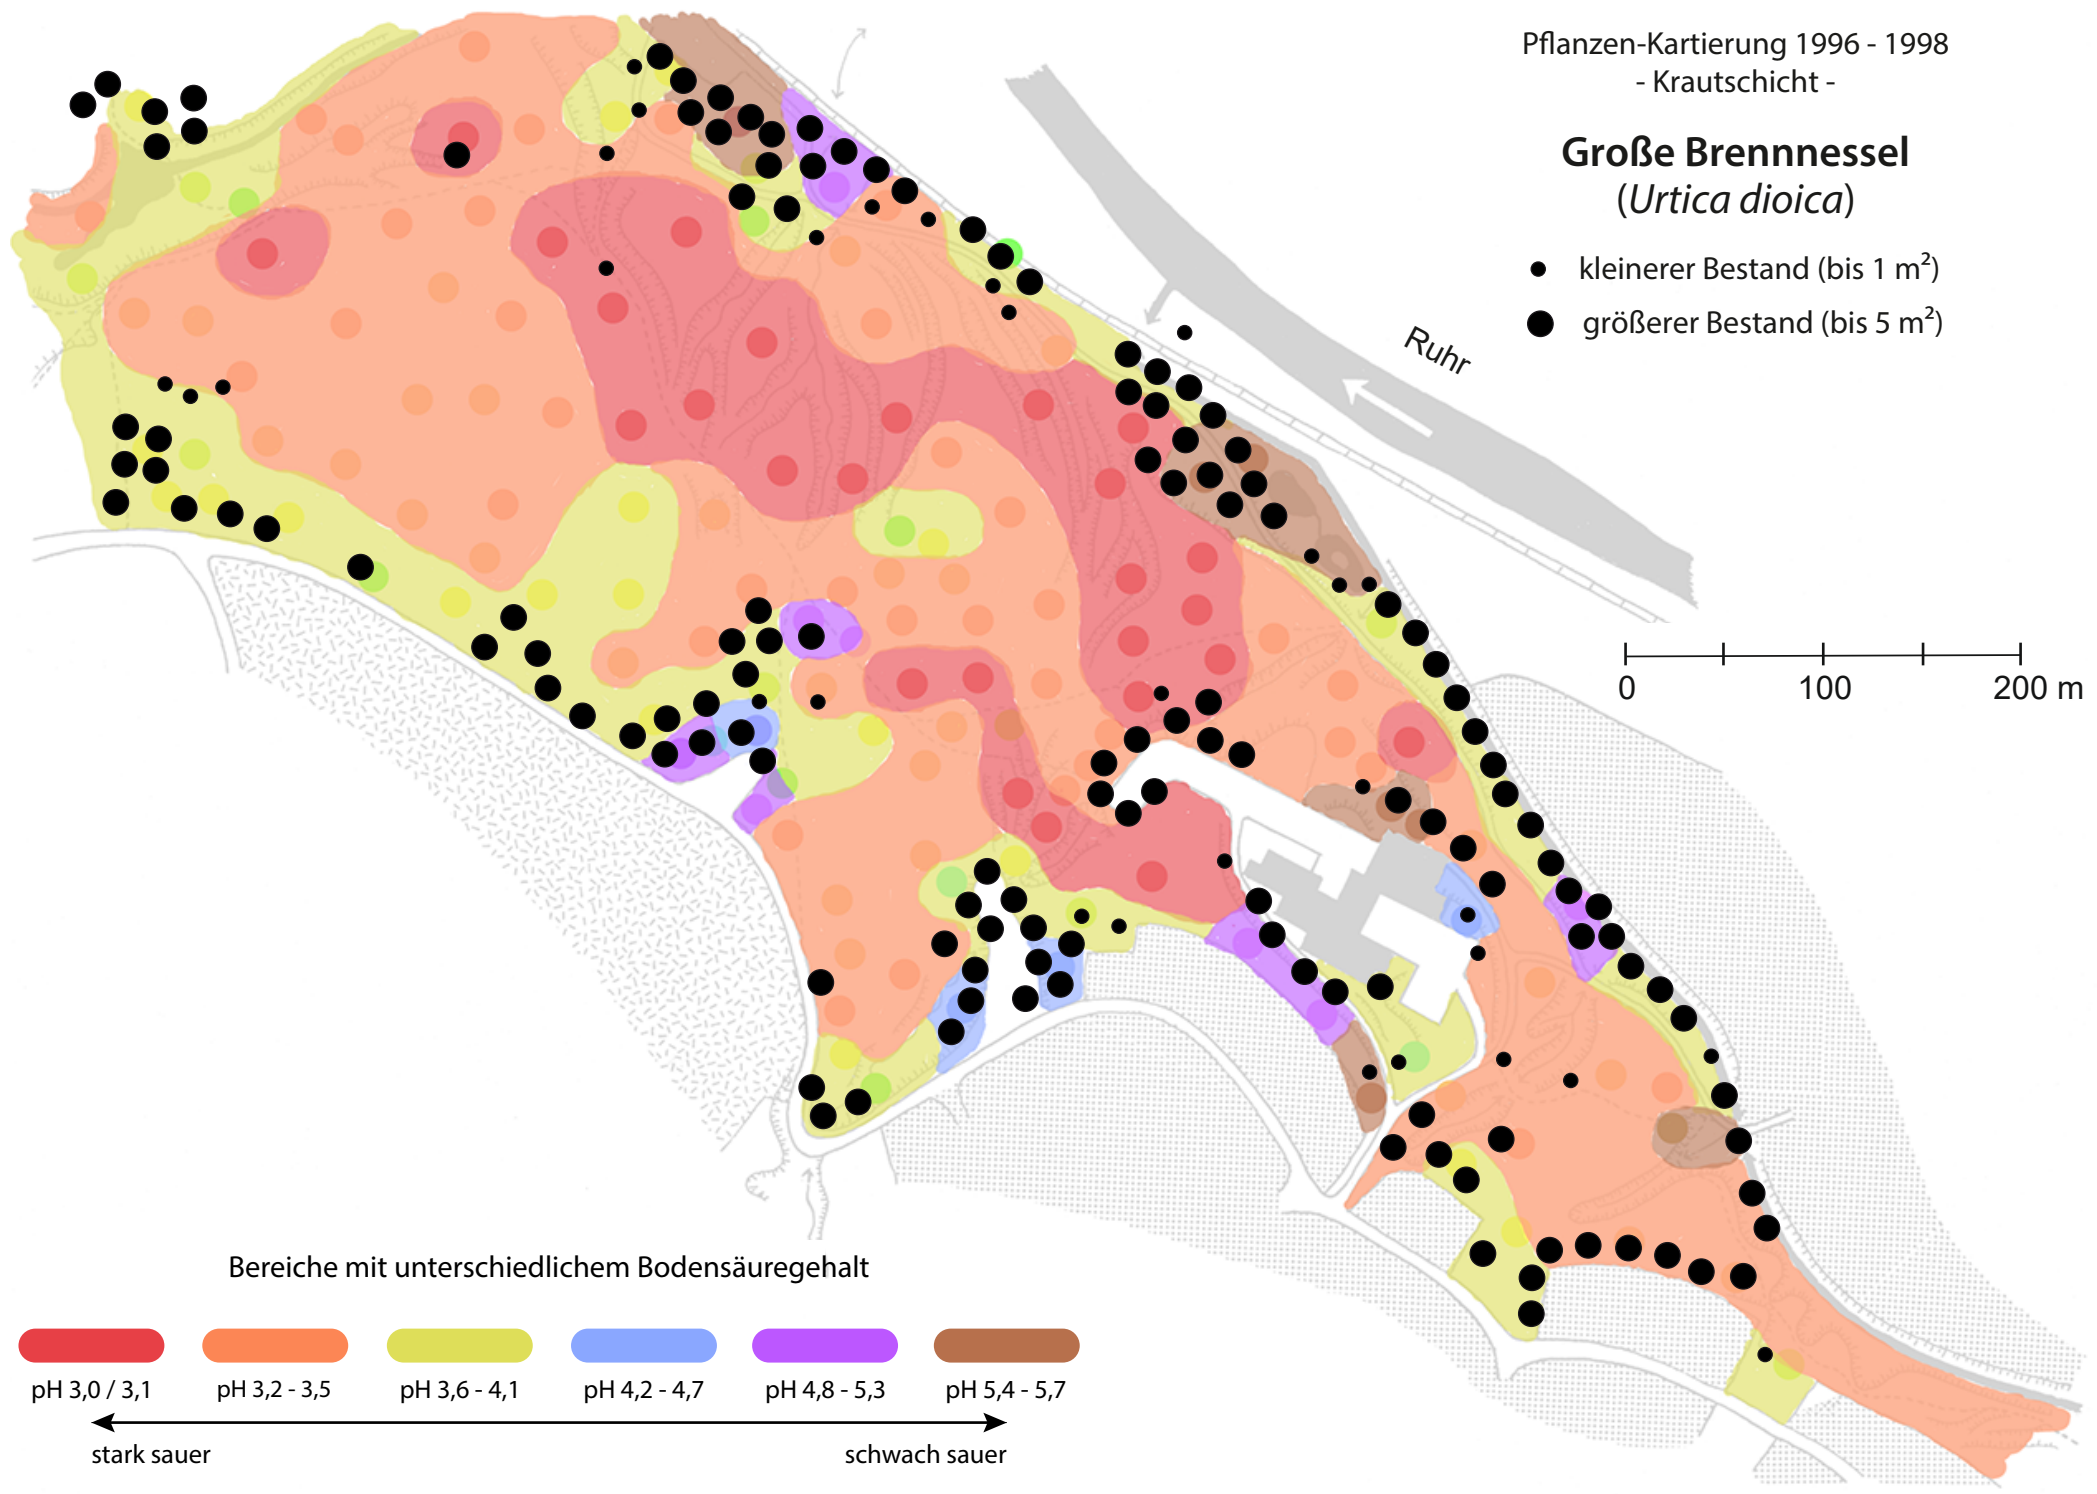 Pflanzen-Kartierung 1996 - 1998
- Krautschicht -
Große Brennnessel
(Urtica dioica)
kleinerer Bestand (bis 1 m²)
größerer Bestand (bis 5 m²)
Ruhr
0 100 200 m
Bereiche mit unterschiedlichem Bodensäuregehalt
pH 3,0 / 3,1 pH 3,2 - 3,5 pH 3,6 - 4,1 pH 4,2 - 4,7 pH 4,8 - 5,3 pH 5,4 - 5,7
stark sauer schwach sauer